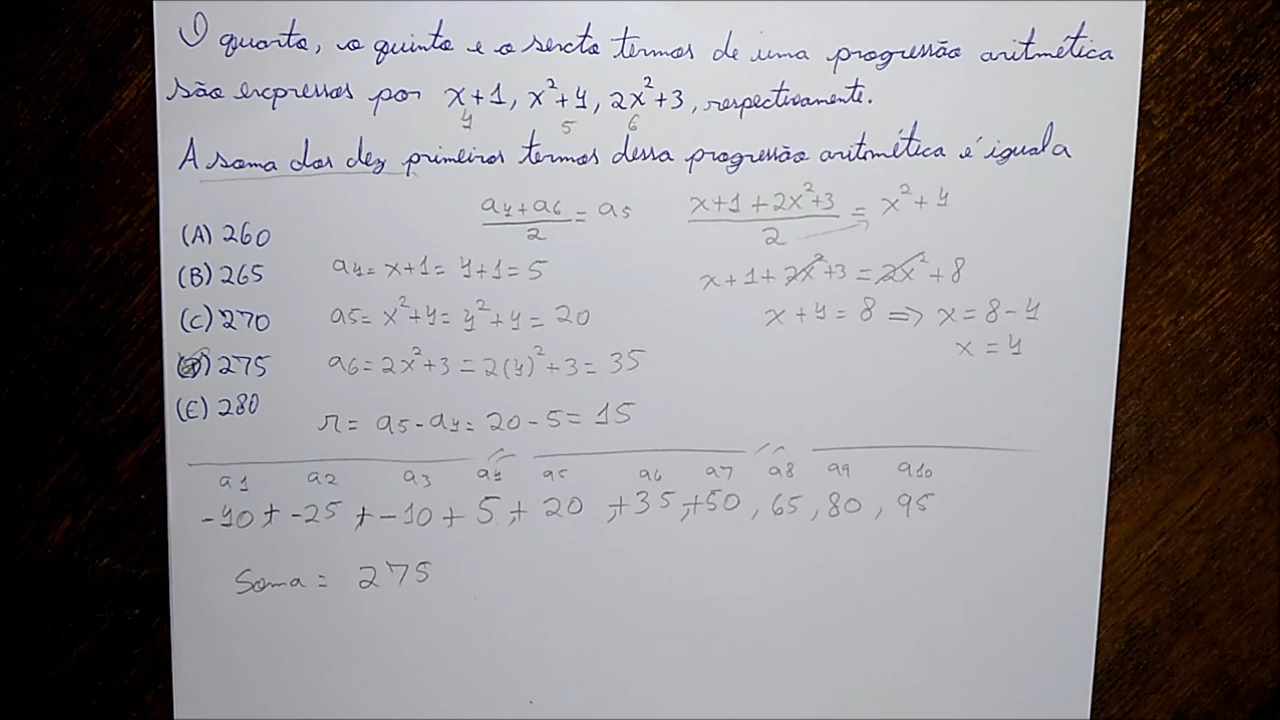 O quarto, o quinto e o sexto termos de uma progressão aritmética
são expressos por x+1, x²+4, 2x²+3, respectivamente.
4 5 6
A soma dos dez primeiros termos dessa progressão aritmética é igual a
(a4+a6)/2 = a5 (x+1+2x²+3)/2 = x²+4
(A) 260
(B) 265 a4 = x+1 = 4+1 = 5 x+1+2x²+3 = 2x²+8
(C) 270 a5 = x²+4 = 4²+4 = 20 x+4 = 8 ⇒ x = 8-4
x = 4
(D) 275 a6 = 2x²+3 = 2(4)²+3 = 35
(E) 280 r = a5-a4 = 20-5 = 15
a1 a2 a3 a4 a5 a6 a7 a8 a9 a10
-40 + -25 + -10 + 5 + 20 + 35 + 50, 65, 80, 95
Soma = 275